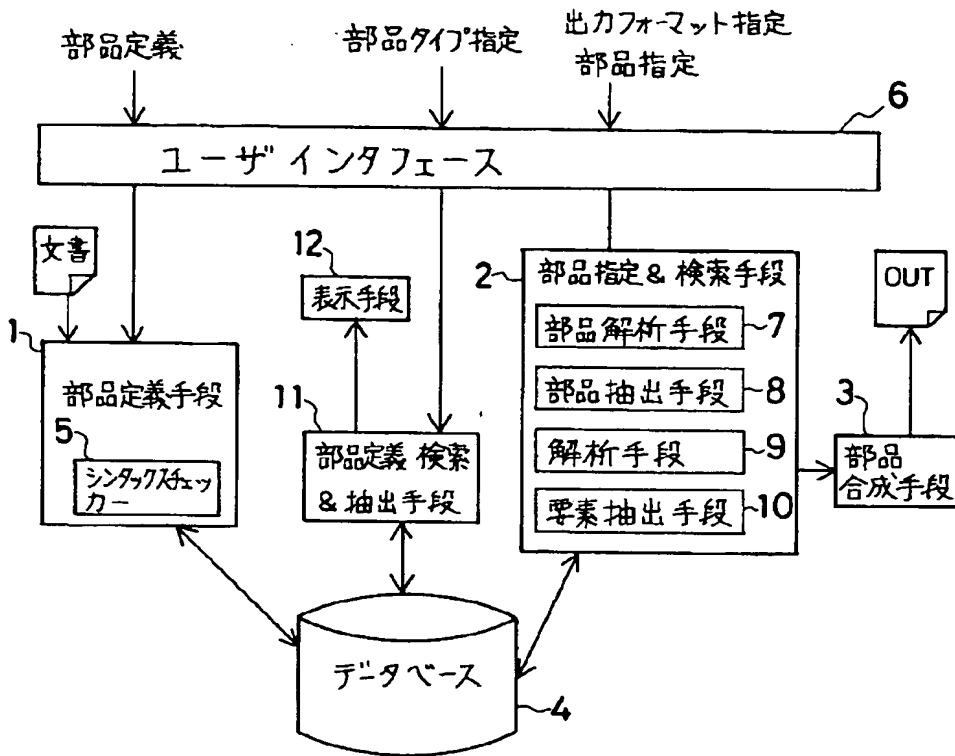 部品定義
部品タイプ指定
出力フォーマット指定
部品指定
6
ユーザインタフェース
文書
12
表示手段
2
部品指定&検索手段
部品解析手段
7
部品抽出手段
8
解析手段
9
要素抽出手段
10
OUT
1
部品定義手段
5
シンタックスチェッ
カー
11
部品定義検索
&抽出手段
3
部品
合成手段
データベース
4